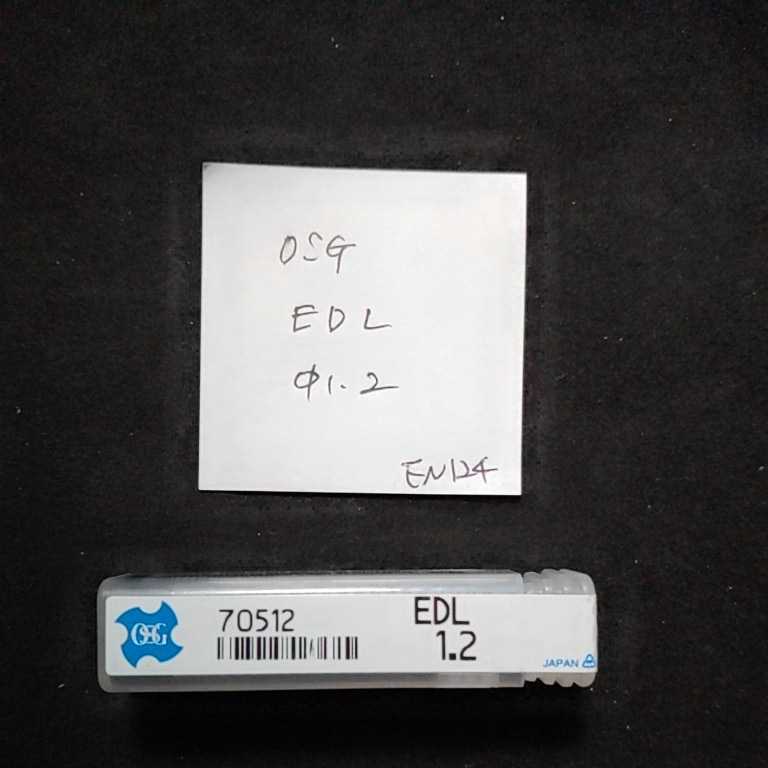 OSG
EDL
φ1.2
EN124
OSG
70512
EDL
1.2
JAPAN